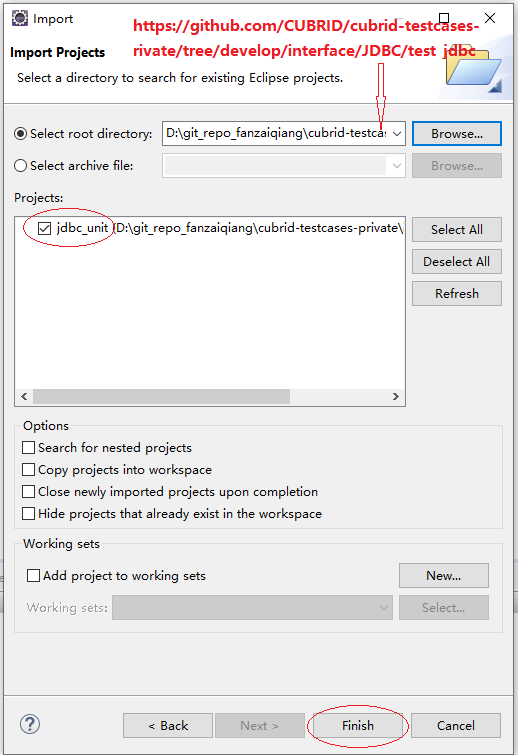 Import
https://github.com/CUBRID/cubrid-testcases-
rivate/tree/develop/interface/JDBC/test_jdbc
Import Projects
Select a directory to search for existing Eclipse projects.
Select root directory:
D:\git_repo_fanzaiqiang\cubrid-testcas
Browse...
Select archive file:
Browse...
Projects:
jdbc_unit (D:\git_repo_fanzaiqiang\cubrid-testcases-private\
Select All
Deselect All
Refresh
Options
Search for nested projects
Copy projects into workspace
Close newly imported projects upon completion
Hide projects that already exist in the workspace
Working sets
Add project to working sets
New...
Working sets:
Select...
?
< Back
Next >
Finish
Cancel